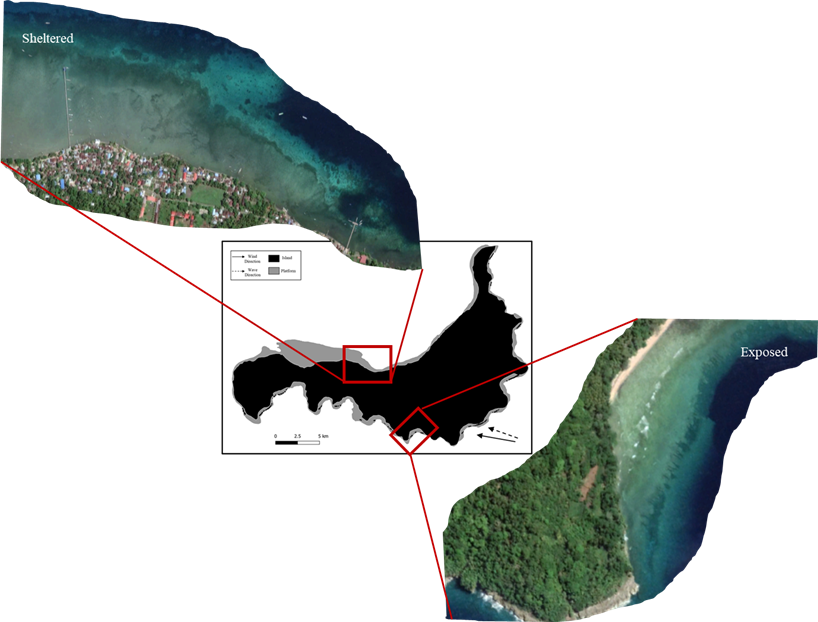 Sheltered
Wind
Direction
Island
Wave
Direction
Platform
Exposed
0 2.5 5 km